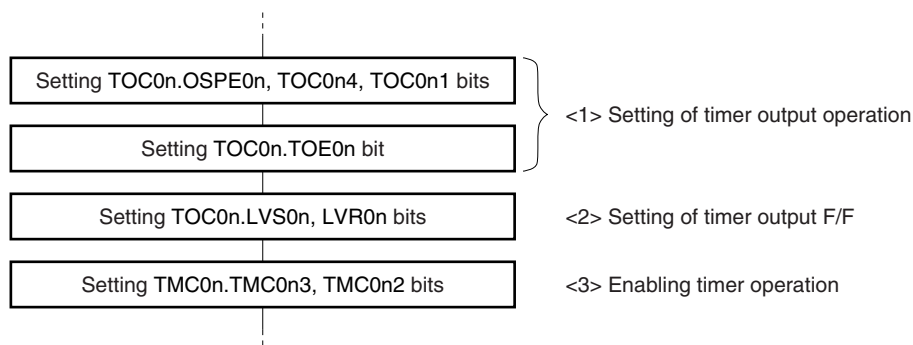 Setting TOC0n.OSPE0n, TOC0n4, TOC0n1 bits
<1> Setting of timer output operation
Setting TOC0n.TOE0n bit
Setting TOC0n.LVS0n, LVR0n bits
<2> Setting of timer output F/F
Setting TMC0n.TMC0n3, TMC0n2 bits
<3> Enabling timer operation